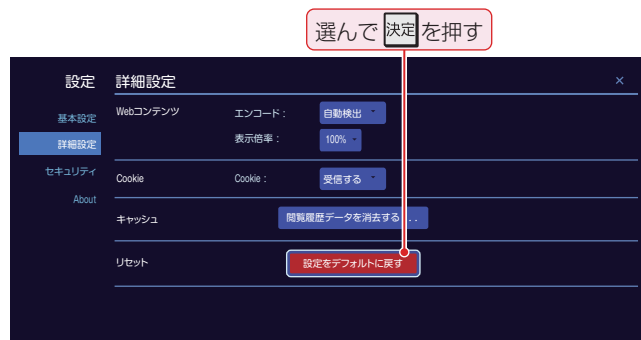 選んで 決定 を押す
設定
詳細設定
×
基本設定
詳細設定
セキュリティ
About
Webコンテンツ
エンコード：
自動検出
表示倍率：
100%
Cookie
Cookie：
受信する
キャッシュ
閲覧履歴データを消去する . .
リセット
設定をデフォルトに戻す